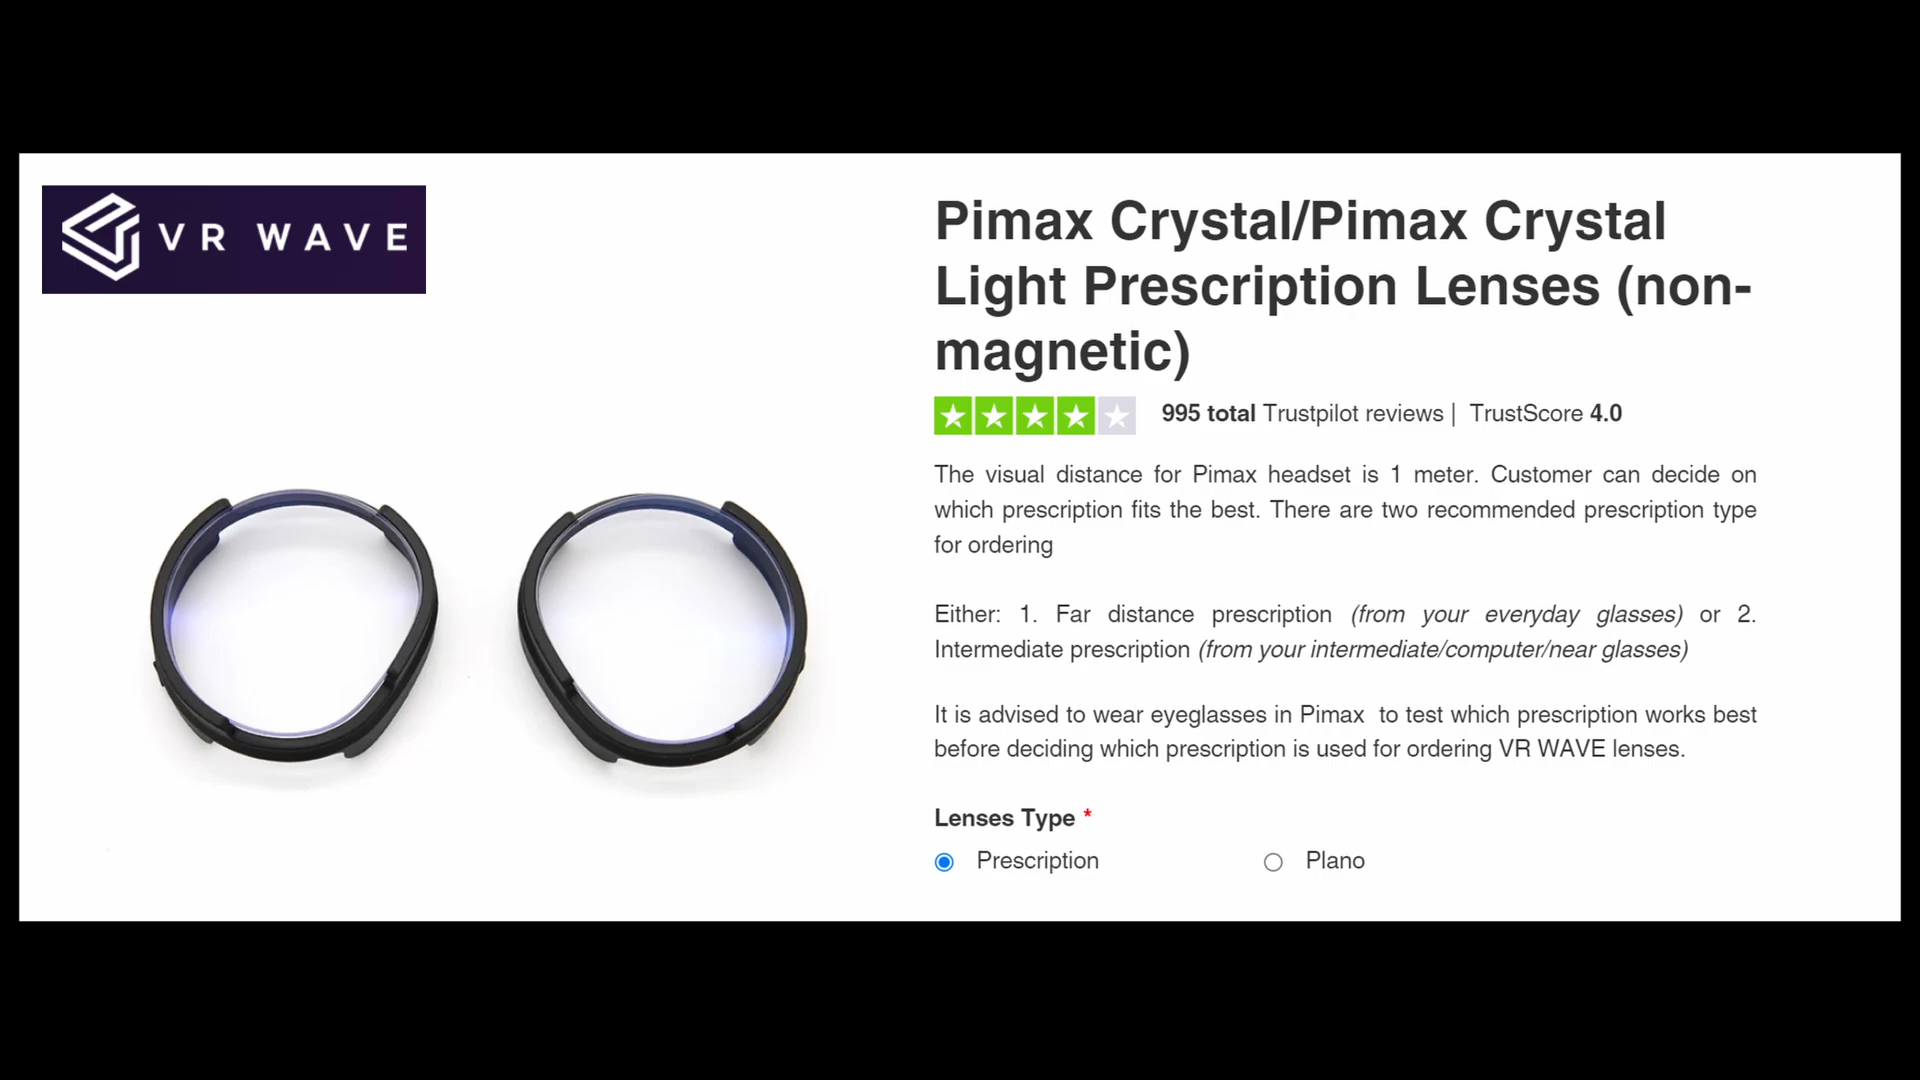 VR WAVE
Pimax Crystal/Pimax Crystal
Light Prescription Lenses (non-
magnetic)
995 total Trustpilot reviews | TrustScore 4.0
The visual distance for Pimax headset is 1 meter. Customer can decide on
which prescription fits the best. There are two recommended prescription type
for ordering
Either: 1. Far distance prescription (from your everyday glasses) or 2.
Intermediate prescription (from your intermediate/computer/near glasses)
It is advised to wear eyeglasses in Pimax to test which prescription works best
before deciding which prescription is used for ordering VR WAVE lenses.
Lenses Type *
Prescription Plano